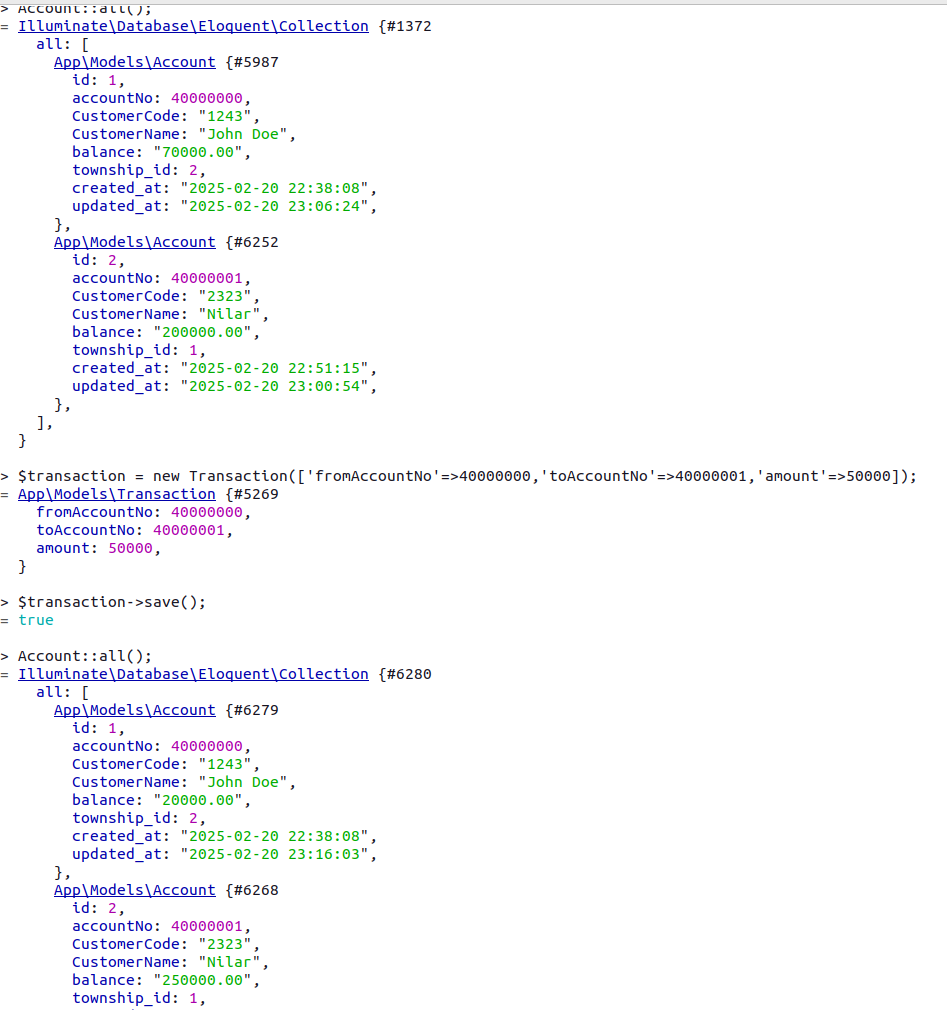 > Account::all();
= Illuminate\Database\Eloquent\Collection {#1372
all: [
App\Models\Account {#5987
id: 1,
accountNo: 40000000,
CustomerCode: "1243",
CustomerName: "John Doe",
balance: "70000.00",
township_id: 2,
created_at: "2025-02-20 22:38:08",
updated_at: "2025-02-20 23:06:24",
},
App\Models\Account {#6252
id: 2,
accountNo: 40000001,
CustomerCode: "2323",
CustomerName: "Nilar",
balance: "200000.00",
township_id: 1,
created_at: "2025-02-20 22:51:15",
updated_at: "2025-02-20 23:00:54",
},
],
}
> $transaction = new Transaction(['fromAccountNo'=>40000000,'toAccountNo'=>40000001,'amount'=>50000]);
= App\Models\Transaction {#5269
fromAccountNo: 40000000,
toAccountNo: 40000001,
amount: 50000,
}
> $transaction->save();
= true
> Account::all();
= Illuminate\Database\Eloquent\Collection {#6280
all: [
App\Models\Account {#6279
id: 1,
accountNo: 40000000,
CustomerCode: "1243",
CustomerName: "John Doe",
balance: "20000.00",
township_id: 2,
created_at: "2025-02-20 22:38:08",
updated_at: "2025-02-20 23:16:03",
},
App\Models\Account {#6268
id: 2,
accountNo: 40000001,
CustomerCode: "2323",
CustomerName: "Nilar",
balance: "250000.00",
township_id: 1,